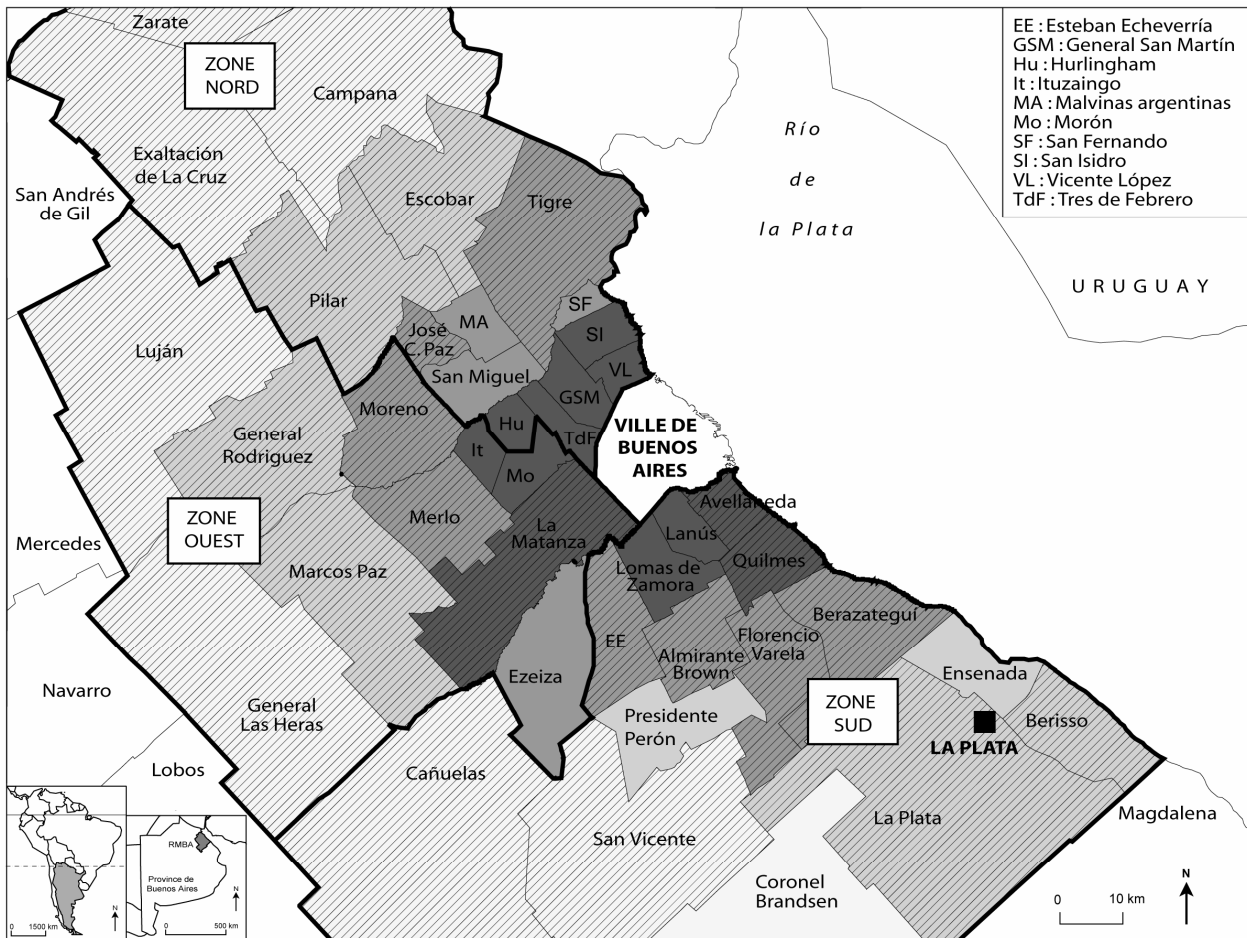 Zarate
ZONE
NORD
Campana
Exaltación
de La Cruz
San Andrés
de Gil
Escobar
Tigre
Río
de
la Plata
EE : Esteban Echeverría
GSM : General San Martín
Hu : Hurlingham
It : Ituzaingo
MA : Malvinas argentinas
Mo : Morón
SF : San Fernando
SI : San Isidro
VL : Vicente López
TdF : Tres de Febrero
URUGUAY
Pilar
SF
MA
José
C. Paz
SI
Luján
San Miguel
VL
GSM
Moreno
Hu
TdF
VILLE DE
BUENOS
AIRES
General
Rodriguez
It
Mo
Avellaneda
ZONE
OUEST
Merlo
La
Matanza
Lanús
Quilmes
Mercedes
Marcos Paz
Lomas de
Zamora
Berazateguí
EE
Florencio
Varela
Almirante
Brown
Ezeiza
Ensenada
Navarro
General
Las Heras
Presidente
Perón
ZONE
SUD
Berisso
LA PLATA
Lobos
Cañuelas
Magdalena
San Vicente
La Plata
Coronel
Brandsen
N
0 10 km
N
0 1500 km
RMBA
Province de
Buenos Aires
N
0 500 km